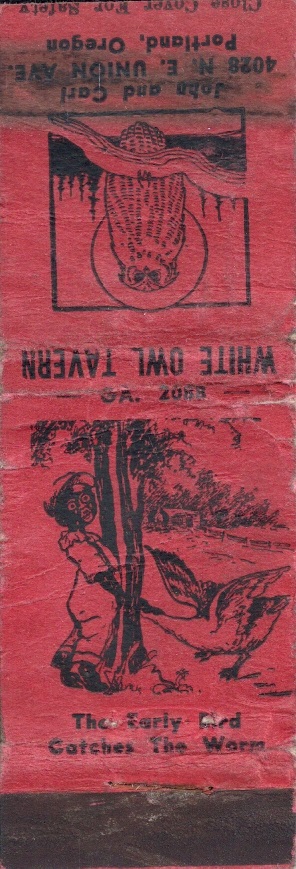 WHITE OWL TAVERN
John and Carl
4028 N. E. UNION AVE.
Portland, Oregon
Close Cover For Safety
GA.
The Early Bird
Catches The Worm